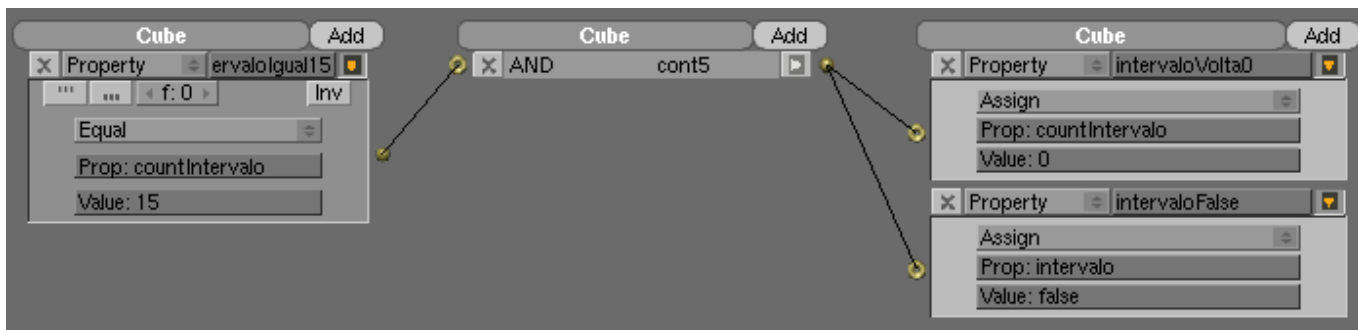 Cube Add
Property ervaloIgual15
f: 0 Inv
Equal
Prop: countIntervalo
Value: 15
Cube Add
AND cont5
Cube Add
Property intervaloVolta0
Assign
Prop: countIntervalo
Value: 0
Property intervaloFalse
Assign
Prop: intervalo
Value: false